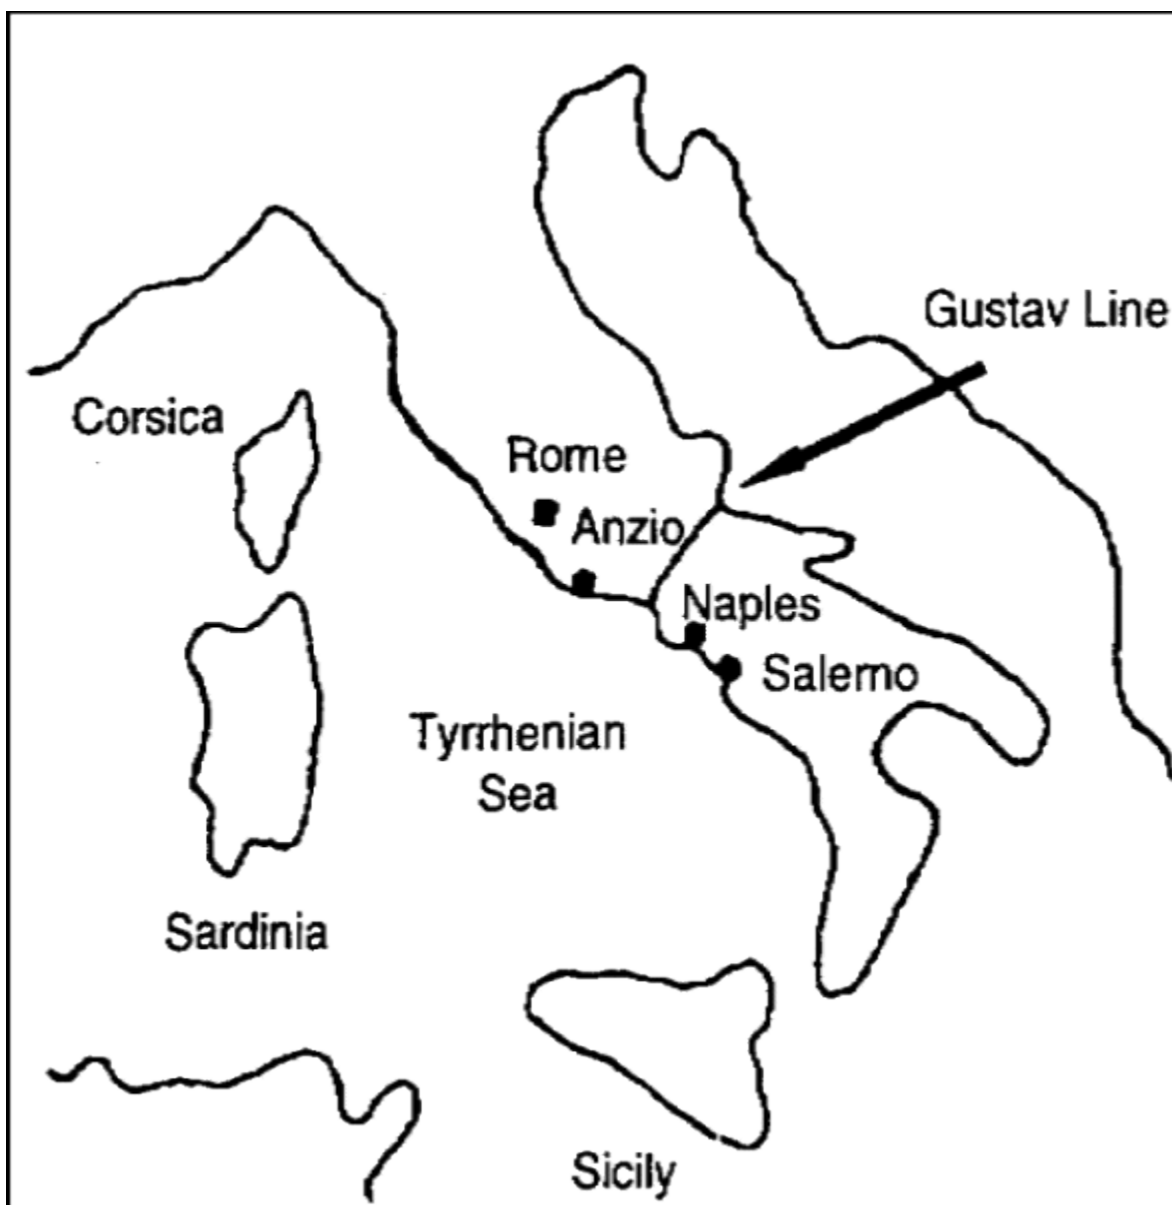 Gustav Line
Corsica
Rome
Anzio
Naples
Salerno
Tyrrhenian
Sea
Sardinia
Sicily